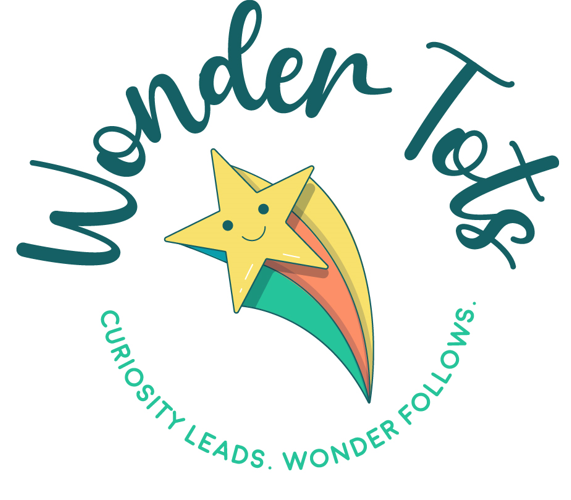 Wonder Tots
CURIOSITY LEADS. WONDER FOLLOWS.